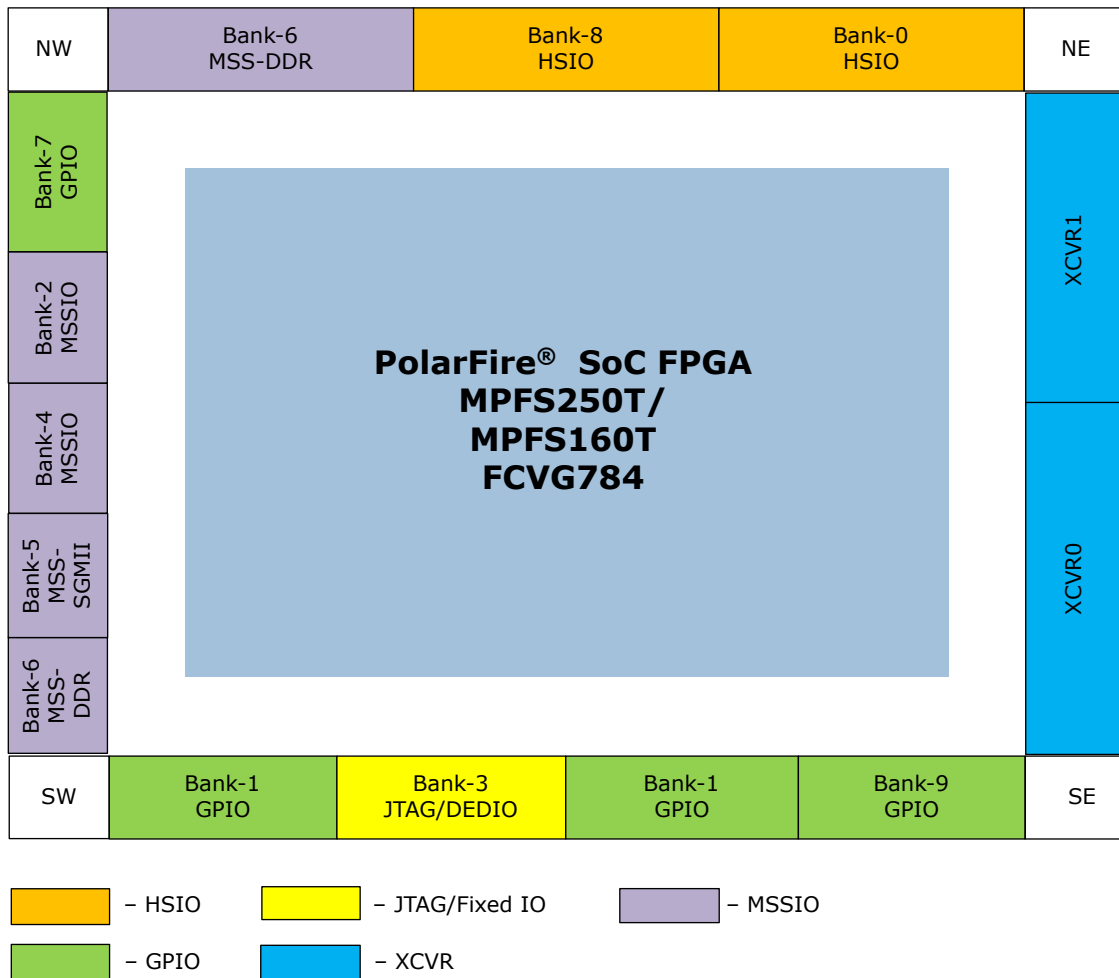 NW
Bank-6
MSS-DDR
Bank-8
HSIO
Bank-0
HSIO
NE
Bank-7
GPIO
Bank-2
MSSIO
Bank-4
MSSIO
Bank-5
MSS-
SGMII
Bank-6
MSS-
DDR
PolarFire® SoC FPGA
MPFS250T/
MPFS160T
FCVG784
XCVR1
XCVR0
SW
Bank-1
GPIO
Bank-3
JTAG/DEDIO
Bank-1
GPIO
Bank-9
GPIO
SE
– HSIO
– JTAG/Fixed IO
– MSSIO
– GPIO
– XCVR